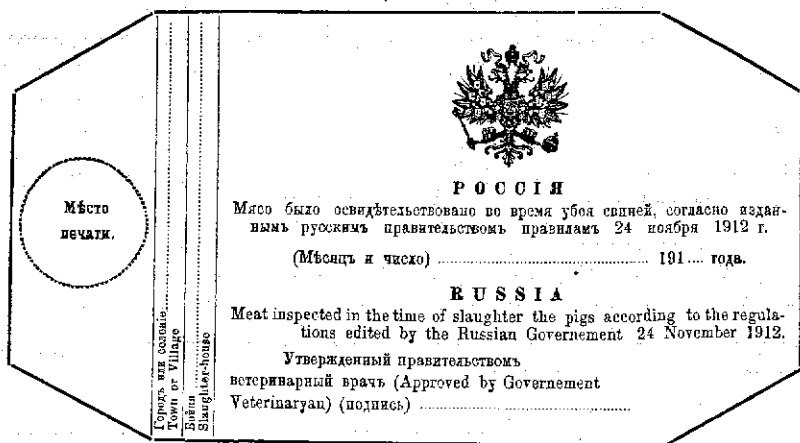 Мѣсто
печати.
Городъ или селеніе
Town or Village
Бойня
Slaughter-house
РОССІЯ
Мясо было освидѣтельствовано во время убоя свиней, согласно издан-
нымъ русскимъ правительствомъ правиламъ 24 ноября 1912 г.
(Мѣсяцъ и число) ........................ 191.... года.
RUSSIA
Meat inspected in the time of slaughter the pigs according to the regula-
tions edited by the Russian Governement 24 November 1912.
Утвержденный правительствомъ
ветеринарный врачъ (Approved by Governement
Veterinaryan) (подпись) ........................